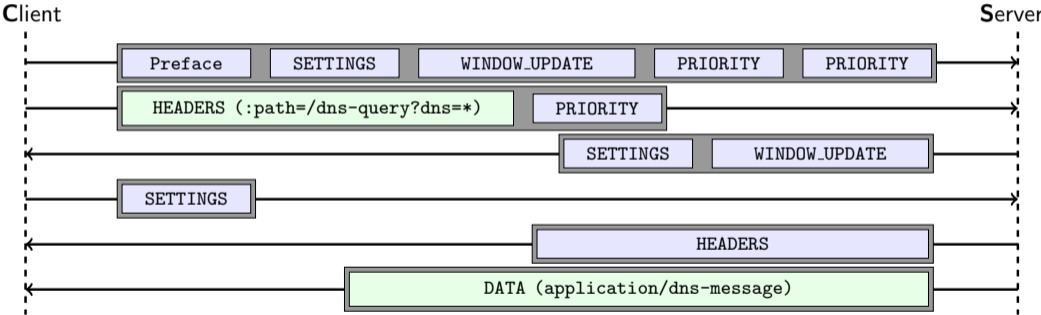 Client Server
Preface SETTINGS WINDOW_UPDATE PRIORITY PRIORITY
HEADERS (:path=/dns-query?dns=*) PRIORITY
SETTINGS WINDOW_UPDATE
SETTINGS
HEADERS
DATA (application/dns-message)